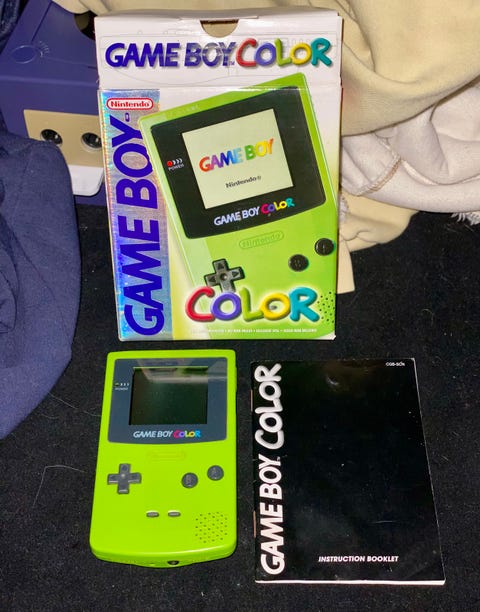 GAME BOY COLOR
Nintendo®
GAME BOY
POWER
GAME BOY
Nintendo®
GAME BOY COLOR
Nintendo
COLOR
POWER
GAME BOY COLOR
Nintendo
B
A
GAME BOY COLOR
CGB-SCN
INSTRUCTION BOOKLET